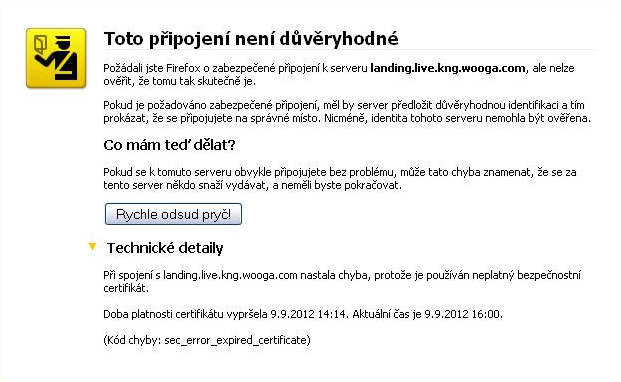 Toto připojení není důvěryhodné
Požádali jste Firefox o zabezpečené připojení k serveru landing.live.kng.wooga.com, ale nelze
ověřit, že tomu tak skutečně je.
Pokud je požadováno zabezpečené připojení, měl by server předložit důvěryhodnou identifikaci a tím
prokázat, že se připojujete na správné místo. Nicméně, identita tohoto serveru nemohla být ověřena.
Co mám teď dělat?
Pokud se k tomuto serveru obvykle připojujete bez problému, může tato chyba znamenat, že se za
tento server někdo snaží vydávat, a neměli byste pokračovat.
Rychle odsud pryč!
Technické detaily
Při spojení s landing.live.kng.wooga.com nastala chyba, protože je používán neplatný bezpečnostní
certifikát.
Doba platnosti certifikátu vypršela 9.9.2012 14:14. Aktuální čas je 9.9.2012 16:00.
(Kód chyby: sec_error_expired_certificate)